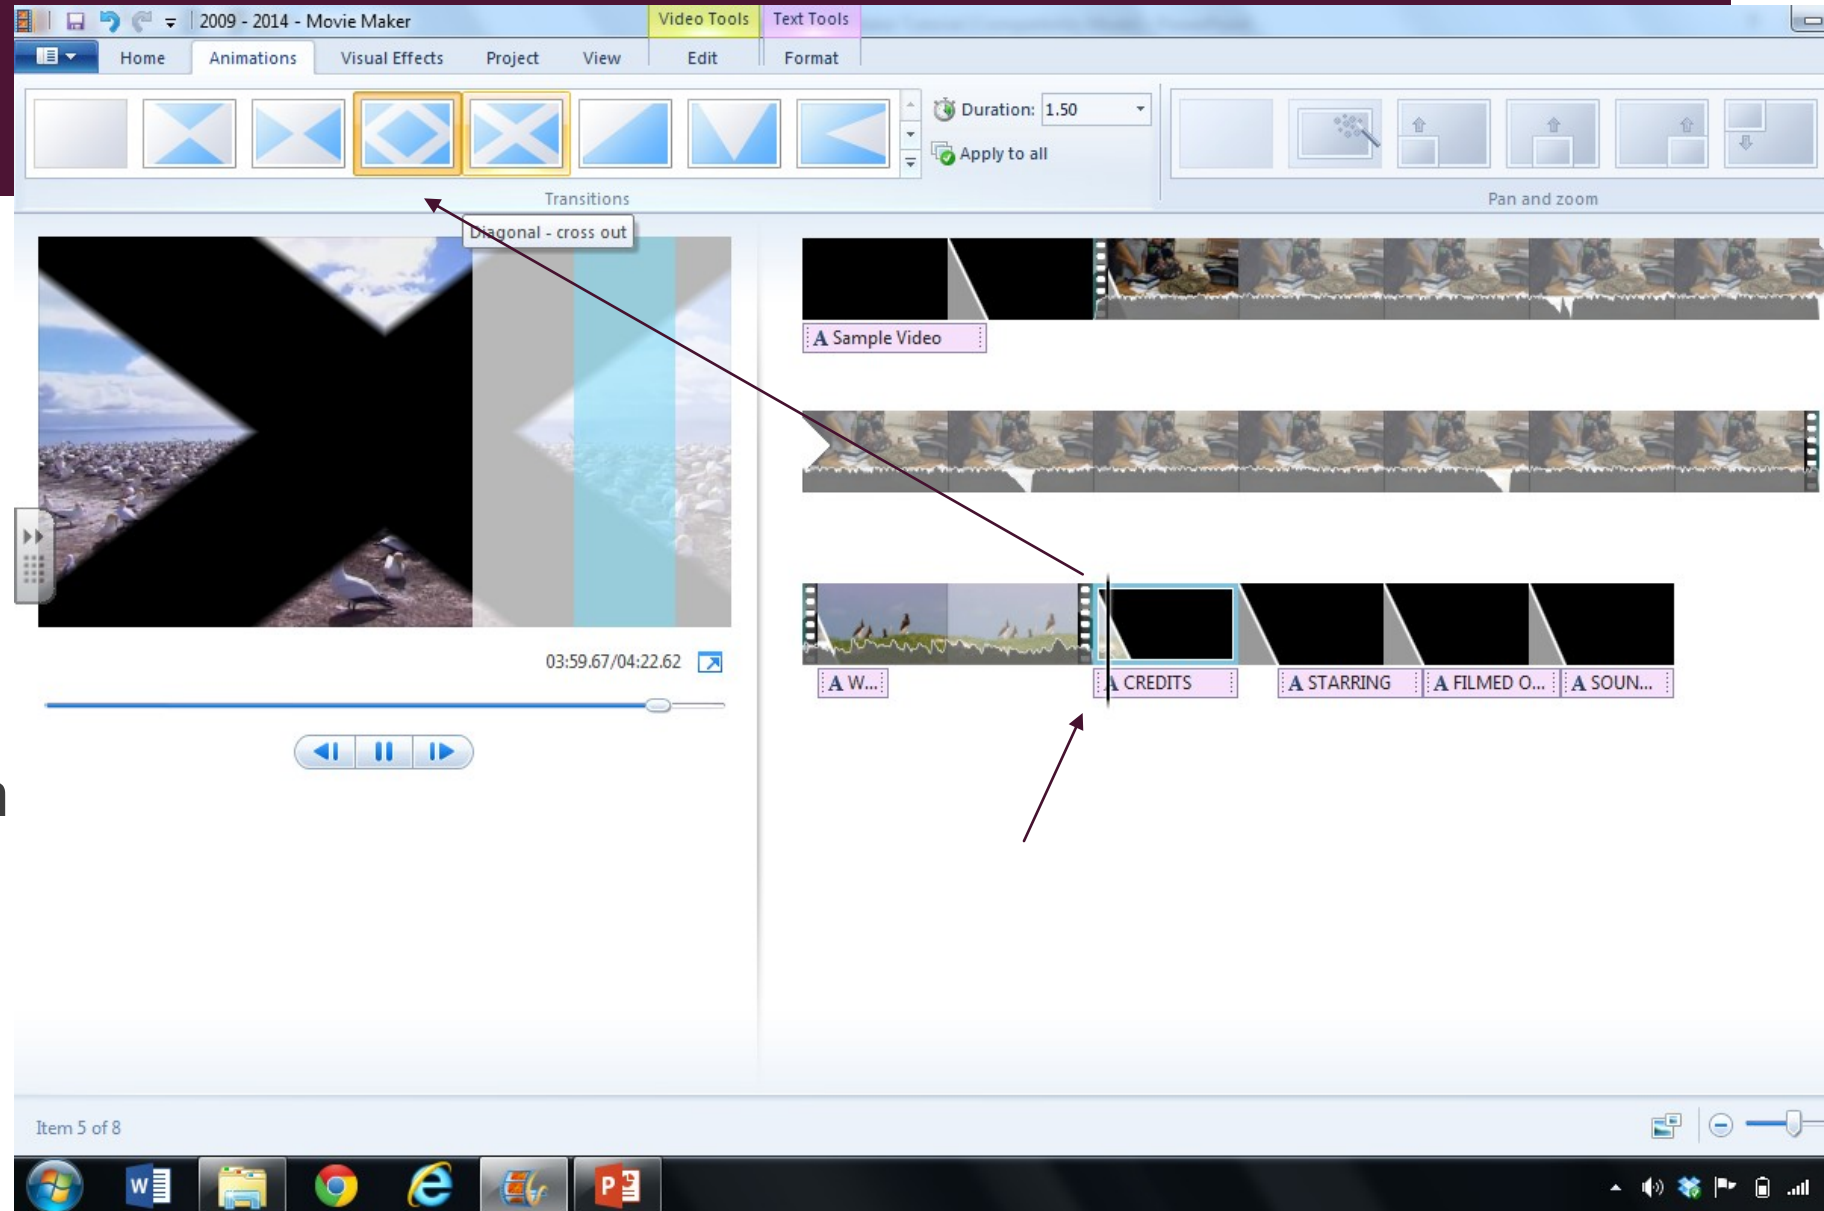 2009 - 2014 - Movie Maker
Video Tools
Text Tools
Home
Animations
Visual Effects
Project
View
Edit
Format
Duration: 1.50
Apply to all
Transitions
Pan and zoom
Diagonal - cross out
A Sample Video
03:59.67/04:22.62
A W...
A CREDITS
A STARRING
A FILMED O...
A SOUN...
n
Item 5 of 8
W
P